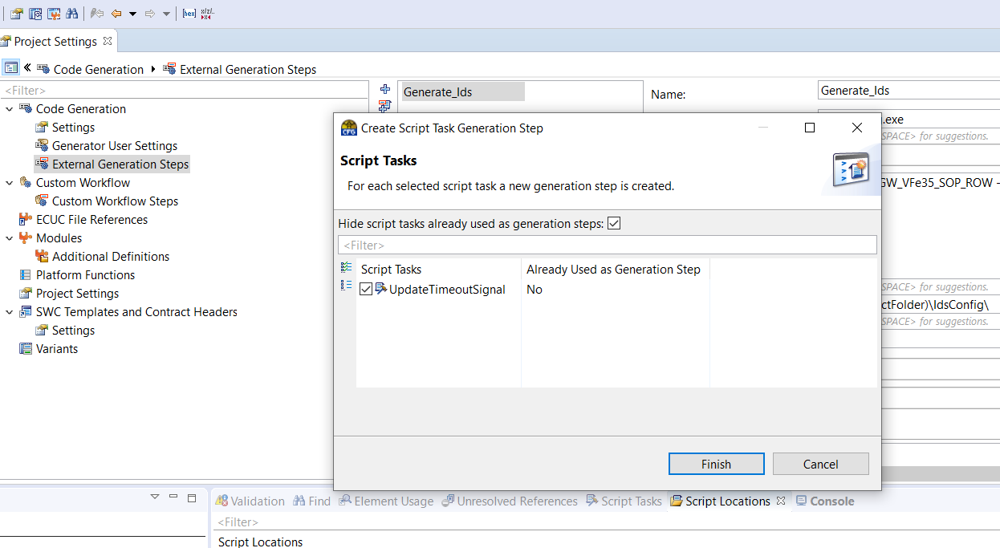 [hex]
Project Settings
Code Generation
External Generation Steps
<Filter>
Code Generation
Settings
Generator User Settings
External Generation Steps
Custom Workflow
Custom Workflow Steps
ECUC File References
Modules
Additional Definitions
Platform Functions
Project Settings
SWC Templates and Contract Headers
Settings
Variants
Generate_Ids
Name:
Generate_Ids
.exe
SPACE> for suggestions.
GW_VFe35_SOP_ROW -
SPACE> for suggestions.
ctFolder)\IdsConfig\
SPACE> for suggestions.
CFG
Create Script Task Generation Step
Script Tasks
For each selected script task a new generation step is created.
Hide script tasks already used as generation steps:
<Filter>
Script Tasks Already Used as Generation Step
UpdateTimeoutSignal No
Finish Cancel
Validation Find Element Usage Unresolved References Script Tasks Script Locations Console
<Filter>
Script Locations